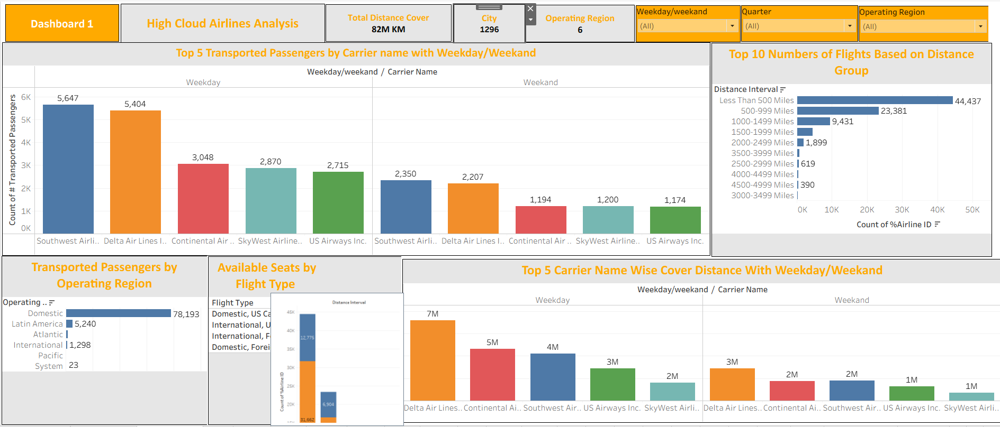 Dashboard 1
High Cloud Airlines Analysis
Total Distance Cover
82M KM
City
1296
Operating Region
6
Weekday/weekand
(All)
Quarter
(All)
Operating Region
(All)
Top 5 Transported Passengers by Carrier name with Weekday/Weekand
Weekday/weekand / Carrier Name
Weekday
Weekand
Count of # Transported Passengers
6K
5K
4K
3K
2K
1K
0K
5,647
5,404
3,048
2,870
2,715
2,350
2,207
1,194
1,200
1,174
Southwest Airli..
Delta Air Lines I..
Continental Air ..
SkyWest Airline..
US Airways Inc.
Southwest Airli..
Delta Air Lines I..
Continental Air ..
SkyWest Airline..
US Airways Inc.
Top 10 Numbers of Flights Based on Distance
Group
Distance Interval
Less Than 500 Miles 44,437
500-999 Miles 23,381
1000-1499 Miles 9,431
1500-1999 Miles
2000-2499 Miles 1,899
3500-3999 Miles
2500-2999 Miles 619
4000-4499 Miles
4500-4999 Miles 390
3000-3499 Miles
0K 10K 20K 30K 40K 50K
Count of %Airline ID
Transported Passengers by
Operating Region
Operating ..
Domestic 78,193
Latin America 5,240
Atlantic
International 1,298
Pacific
System 23
Available Seats by
Flight Type
Flight Type
Domestic, US Ca
International, U
International, F
Domestic, Forei
Distance Interval
Count of %Airline ID
45K
40K
35K
30K
25K
20K
12,775
31,662
6,904
Top 5 Carrier Name Wise Cover Distance With Weekday/Weekand
Weekday/weekand / Carrier Name
Weekday
Weekand
7M
5M
4M
3M
2M
3M
2M
2M
1M
1M
Delta Air Lines..
Continental Ai..
Southwest Air..
US Airways Inc.
SkyWest Airli..
Delta Air Lines..
Continental Ai..
Southwest Air..
US Airways Inc.
SkyWest Airli..